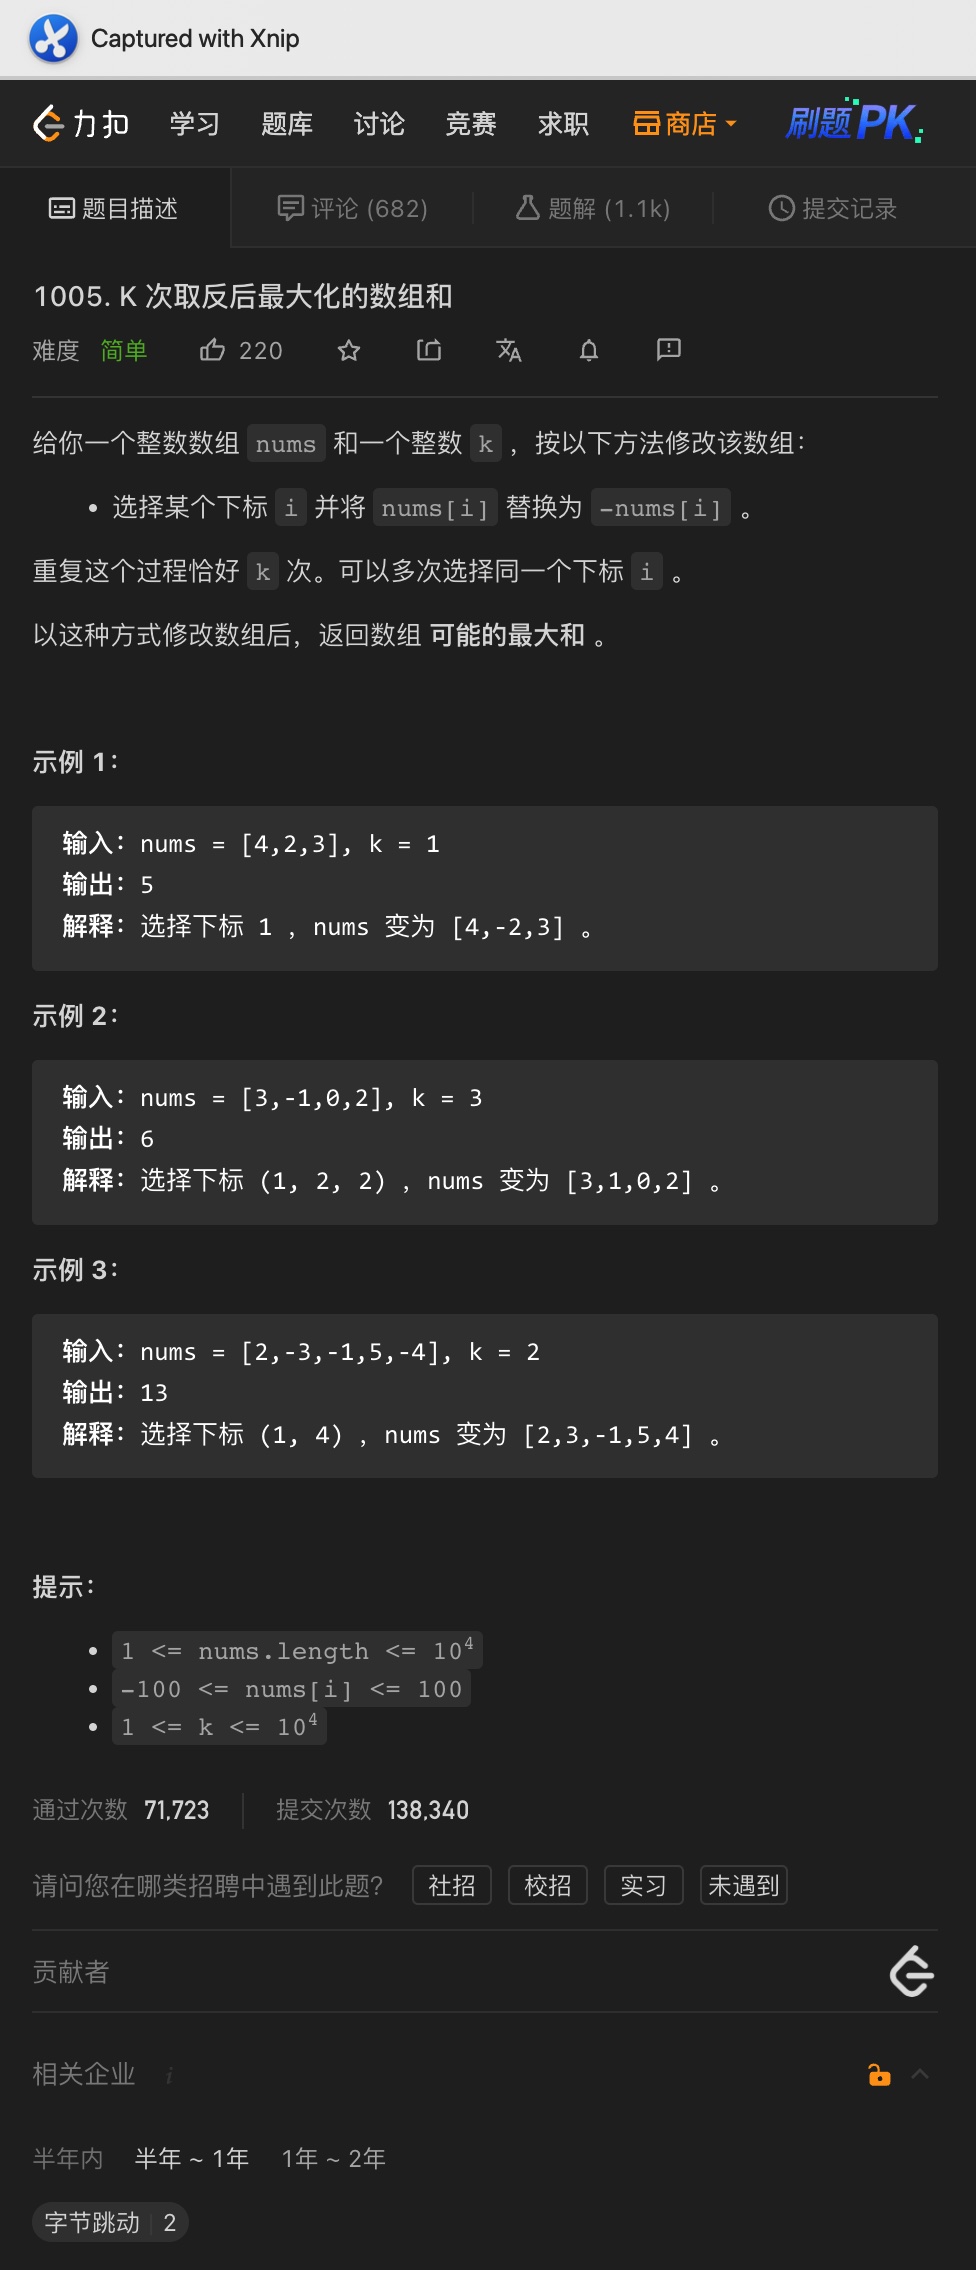 Captured with Xnip
力扣 学习 题库 讨论 竞赛 求职 商店 刷题PK
题目描述 评论 (682) 题解 (1.1k) 提交记录
1005. K 次取反后最大化的数组和
难度 简单 220
给你一个整数数组 nums 和一个整数 k ，按以下方法修改该数组：
• 选择某个下标 i 并将 nums[i] 替换为 -nums[i] 。
重复这个过程恰好 k 次。可以多次选择同一个下标 i 。
以这种方式修改数组后，返回数组 可能的最大和 。
示例 1：
输入：nums = [4,2,3], k = 1
输出：5
解释：选择下标 1 ，nums 变为 [4,-2,3] 。
示例 2：
输入：nums = [3,-1,0,2], k = 3
输出：6
解释：选择下标 (1, 2, 2) ，nums 变为 [3,1,0,2] 。
示例 3：
输入：nums = [2,-3,-1,5,-4], k = 2
输出：13
解释：选择下标 (1, 4) ，nums 变为 [2,3,-1,5,4] 。
提示：
• 1 <= nums.length <= 10⁴
• -100 <= nums[i] <= 100
• 1 <= k <= 10⁴
通过次数 71,723 提交次数 138,340
请问您在哪类招聘中遇到此题？ 社招 校招 实习 未遇到
贡献者
相关企业 i
半年内 半年 ~ 1年 1年 ~ 2年
字节跳动 2